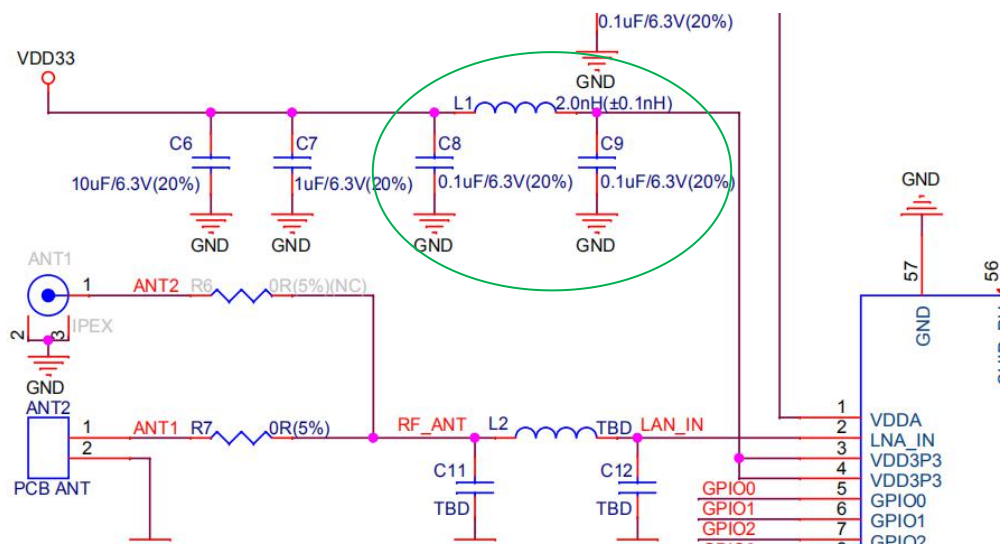 0.1uF/6.3V(20%)
VDD33
GND
L1
2.0nH(±0.1nH)
C6
C7
C8
C9
10uF/6.3V(20%)
1uF/6.3V(20%)
0.1uF/6.3V(20%)
0.1uF/6.3V(20%)
GND
GND
GND
GND
GND
ANT1
1
ANT2
R6
0R(5%)(NC)
57
56
2
3
IPEX
GND
GND
ANT2
1
ANT1
R7
0R(5%)
RF_ANT
L2
TBD
LAN_IN
2
PCB ANT
C11
TBD
C12
TBD
1
VDDA
2
LNA_IN
3
VDD3P3
4
VDD3P3
GPIO0
5
GPIO0
GPIO1
6
GPIO1
GPIO2
7
GPIO2